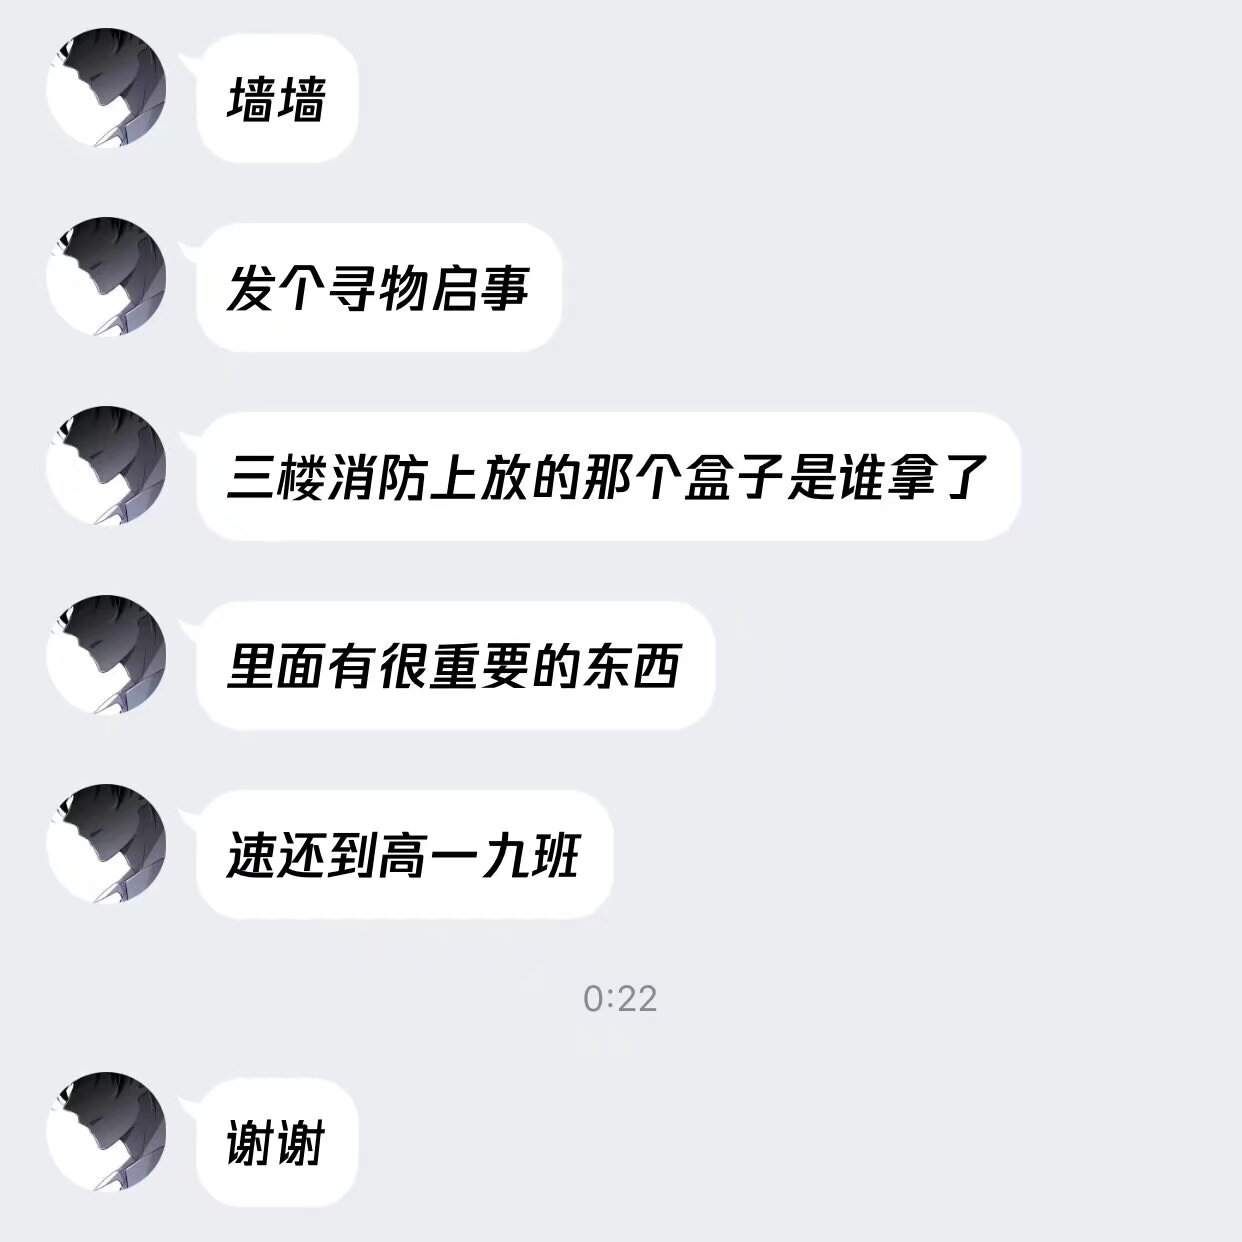 墙墙
发个寻物启事
三楼消防上放的那个盒子是谁拿了
里面有很重要的东西
速还到高一九班
0:22
谢谢